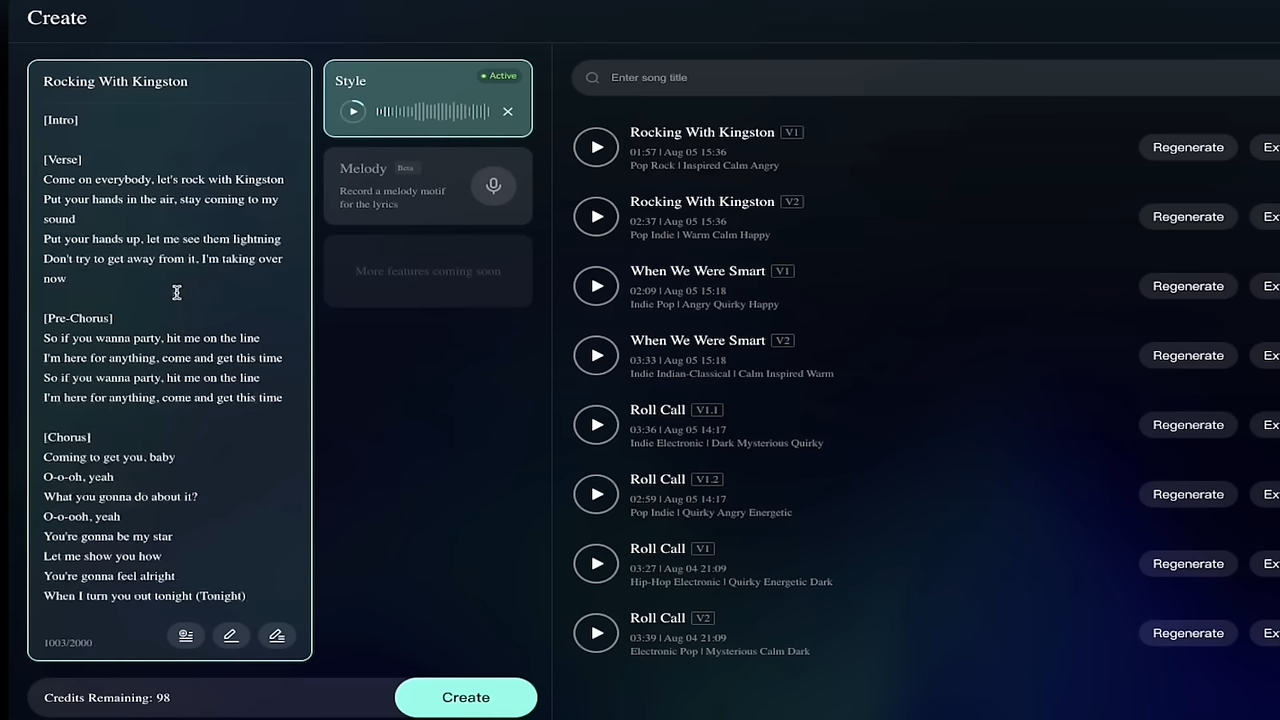 Create
Rocking With Kingston
[Intro]
[Verse]
Come on everybody, let's rock with Kingston
Put your hands in the air, stay coming to my
sound
Put your hands up, let me see them lightning
Don't try to get away from it, I'm taking over
now
[Pre-Chorus]
So if you wanna party, hit me on the line
I'm here for anything, come and get this time
So if you wanna party, hit me on the line
I'm here for anything, come and get this time
[Chorus]
Coming to get you, baby
O-o-oh, yeah
What you gonna do about it?
O-o-ooh, yeah
You're gonna be my star
Let me show you how
You're gonna feel alright
When I turn you out tonight (Tonight)
1003/2000
Credits Remaining: 98
Create
Style
Active
Melody Beta
Record a melody motif
for the lyrics
More features coming soon
Enter song title
Rocking With Kingston V1
01:57 | Aug 05 15:36
Pop Rock | Inspired Calm Angry
Regenerate Ex
Rocking With Kingston V2
02:37 | Aug 05 15:36
Pop Indie | Warm Calm Happy
Regenerate Ex
When We Were Smart V1
02:09 | Aug 05 15:18
Indie Pop | Angry Quirky Happy
Regenerate Ex
When We Were Smart V2
03:33 | Aug 05 15:18
Indie Indian-Classical | Calm Inspired Warm
Regenerate Ex
Roll Call V1.1
03:36 | Aug 05 14:17
Indie Electronic | Dark Mysterious Quirky
Regenerate Ex
Roll Call V1.2
02:59 | Aug 05 14:17
Pop Indie | Quirky Angry Energetic
Regenerate Ex
Roll Call V1
03:27 | Aug 04 21:09
Hip-Hop Electronic | Quirky Energetic Dark
Regenerate Ex
Roll Call V2
03:39 | Aug 04 21:09
Electronic Pop | Mysterious Calm Dark
Regenerate Ex